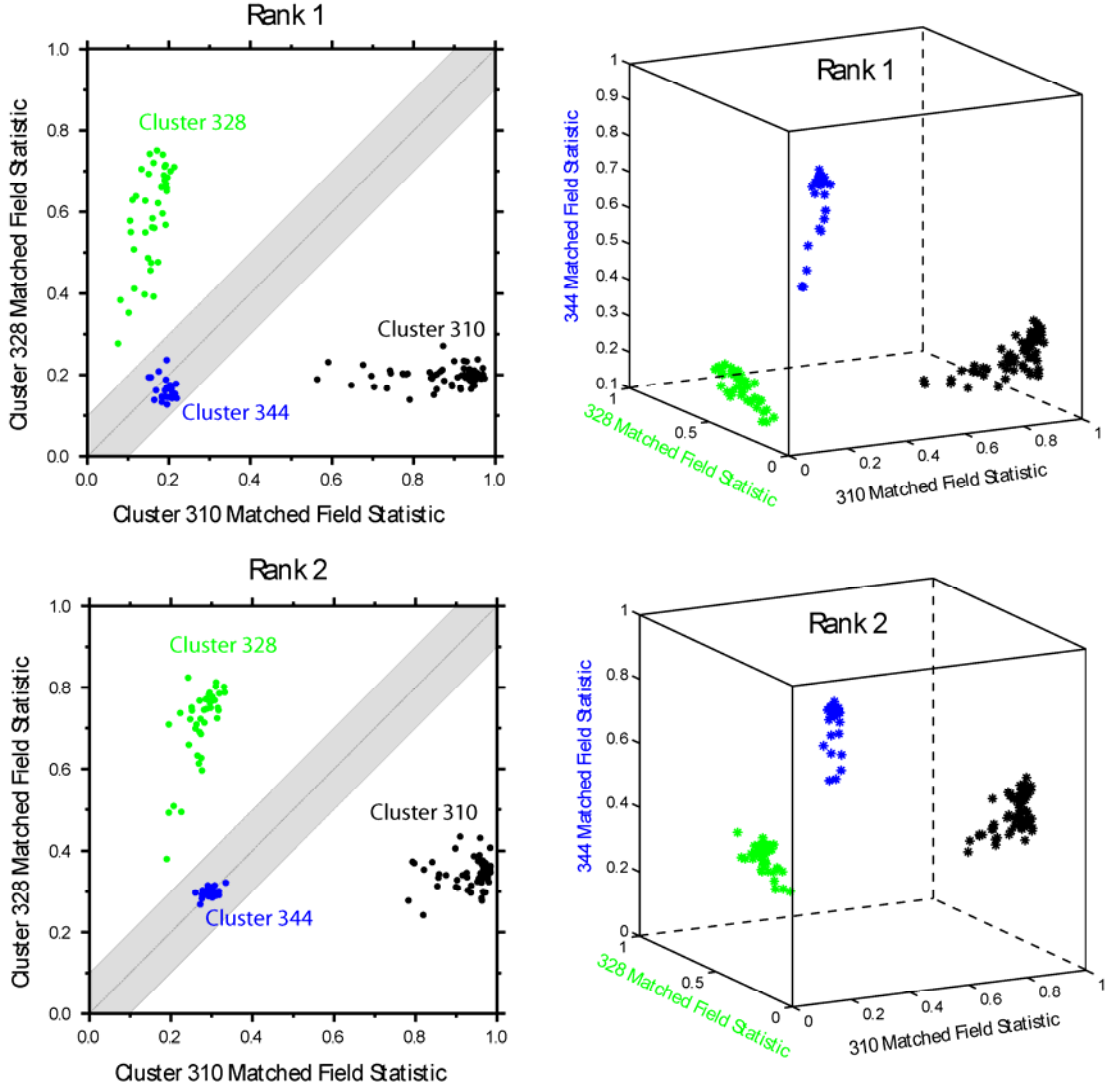 Rank 1
1.0
0.8
0.6
0.4
0.2
0.0
0.0
0.2
0.4
0.6
0.8
1.0
Cluster 328 Matched Field Statistic
Cluster 310 Matched Field Statistic
Cluster 328
Cluster 310
Cluster 344
Rank 1
1
0.9
0.8
0.7
0.6
0.5
0.4
0.3
0.2
0.1
344 Matched Field Statistic
1
0.5
0
328 Matched Field Statistic
0
0.2
0.4
0.6
0.8
1
310 Matched Field Statistic
Rank 2
1.0
0.8
0.6
0.4
0.2
0.0
0.0
0.2
0.4
0.6
0.8
1.0
Cluster 328 Matched Field Statistic
Cluster 310 Matched Field Statistic
Cluster 328
Cluster 310
Cluster 344
Rank 2
1
0.8
0.6
0.4
0.2
0
344 Matched Field Statistic
1
0.5
0
328 Matched Field Statistic
0
0.2
0.4
0.6
0.8
1
310 Matched Field Statistic